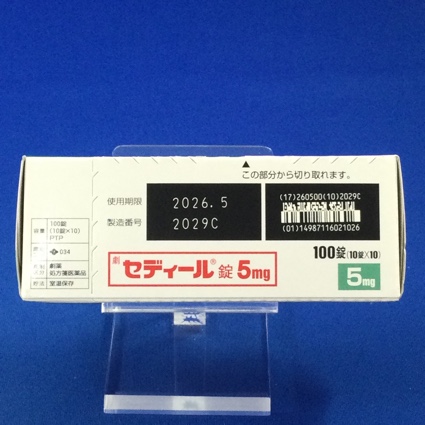 ▲
この部分から切り取れます。
使用期限 2026.5
製造番号 2029C
(17)260500(10)2029C
(01)14987116021026
劇 セディール®錠 5mg
100錠(10錠×10)
5mg
100錠
(10錠×10)
PTP
034
劇薬
処方箋医薬品
室温保存